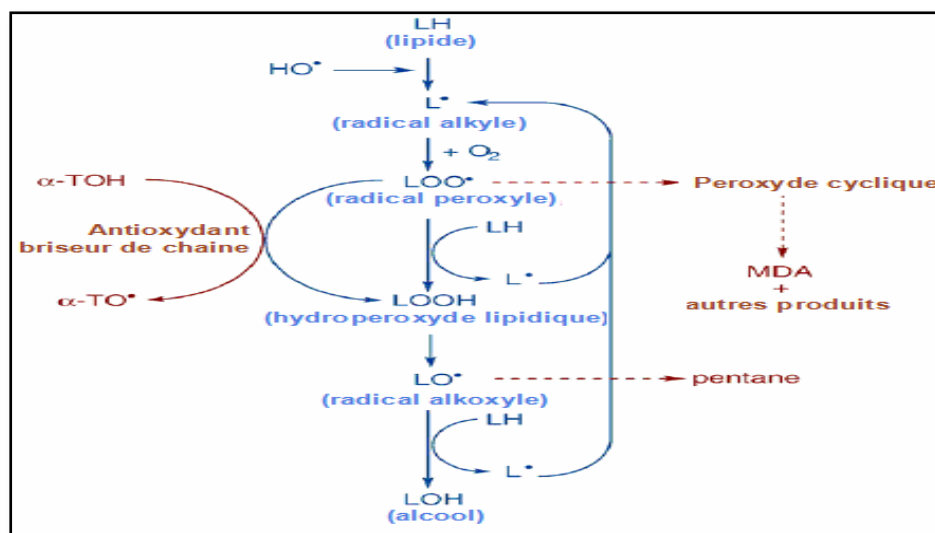 LH
(lipide)
HO•
L•
(radical alkyle)
+ O₂
α-TOH
LOO•
(radical peroxyle)
Peroxyde cyclique
Antioxydant
briseur de chaine
LH
L•
MDA
+
autres produits
α-TO•
LOOH
(hydroperoxyde lipidique)
LO•
(radical alkoxyle)
pentane
LH
L•
LOH
(alcool)